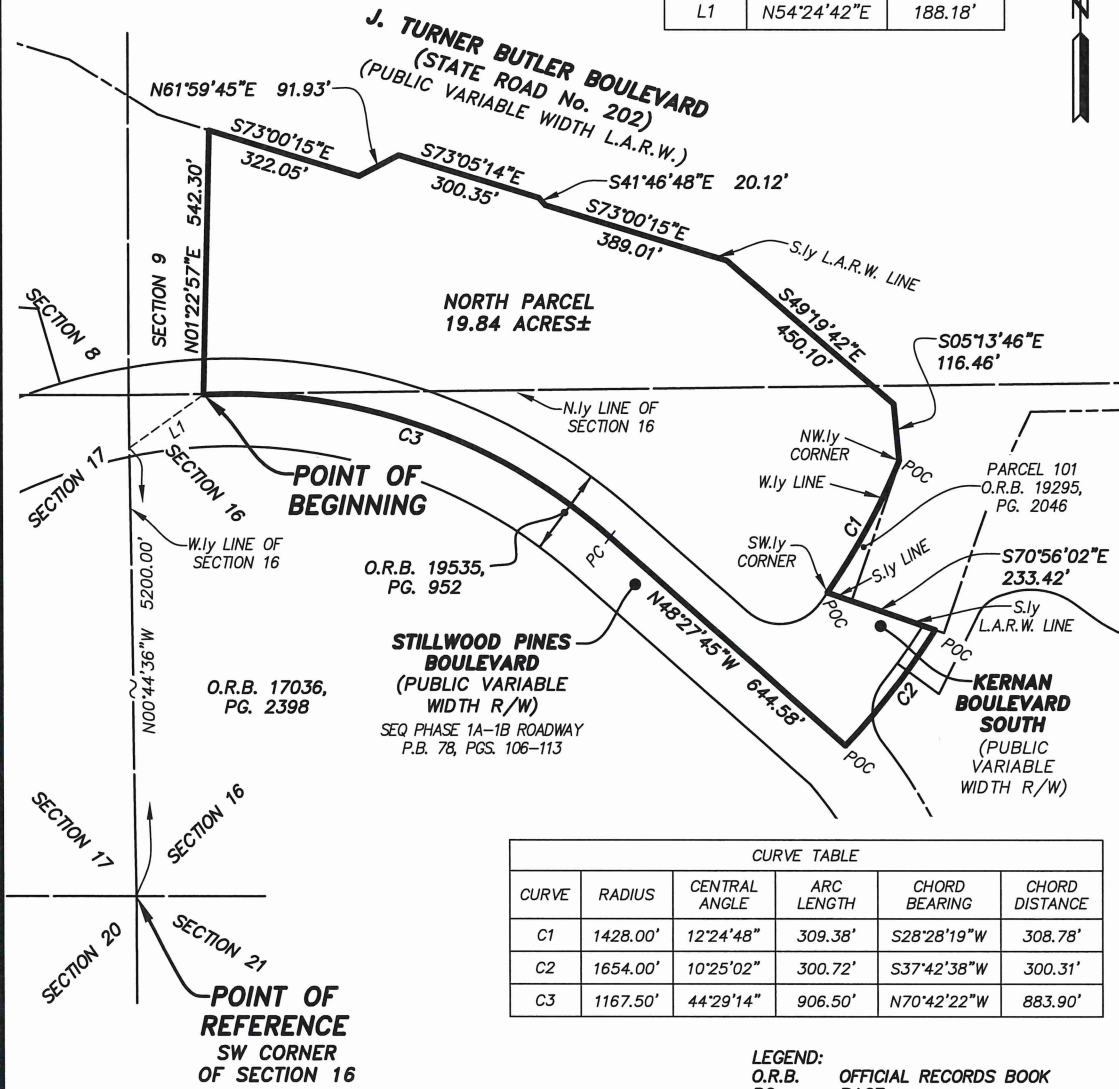 L1 N54°24'42"E 188.18'
N
J. TURNER BUTLER BOULEVARD
(STATE ROAD No. 202)
(PUBLIC VARIABLE WIDTH L.A.R.W.)
N61°59'45"E 91.93'
S73°00'15"E
322.05'
S73°05'14"E
300.35'
S41°46'48"E 20.12'
S73°00'15"E
389.01'
S.ly L.A.R.W. LINE
N01°22'57"E 542.30'
SECTION 9
SECTION 8
NORTH PARCEL
19.84 ACRES±
S49°19'42"E
450.10'
S05°13'46"E
116.46'
N.ly LINE OF
SECTION 16
C3
L1
NW.ly
CORNER
POC
W.ly LINE
PARCEL 101
O.R.B. 19295,
PG. 2046
C1
SECTION 17
SECTION 16
POINT OF
BEGINNING
W.ly LINE OF
SECTION 16
O.R.B. 19535,
PG. 952
PC
SW.ly
CORNER
S.ly LINE
S70°56'02"E
233.42'
POC
S.ly
L.A.R.W. LINE
POC
N00°44'36"W 5200.00'
O.R.B. 17036,
PG. 2398
STILLWOOD PINES
BOULEVARD
(PUBLIC VARIABLE
WIDTH R/W)
SEQ PHASE 1A-1B ROADWAY
P.B. 78, PGS. 106-113
N48°27'45"W 644.58'
C2
POC
KERNAN
BOULEVARD
SOUTH
(PUBLIC
VARIABLE
WIDTH R/W)
SECTION 17
SECTION 16
SECTION 20
SECTION 21
POINT OF
REFERENCE
SW CORNER
OF SECTION 16
CURVE TABLE
CURVE RADIUS CENTRAL ANGLE ARC LENGTH CHORD BEARING CHORD DISTANCE
C1 1428.00' 12°24'48" 309.38' S28°28'19"W 308.78'
C2 1654.00' 10°25'02" 300.72' S37°42'38"W 300.31'
C3 1167.50' 44°29'14" 906.50' N70°42'22"W 883.90'
LEGEND:
O.R.B. OFFICIAL RECORDS BOOK